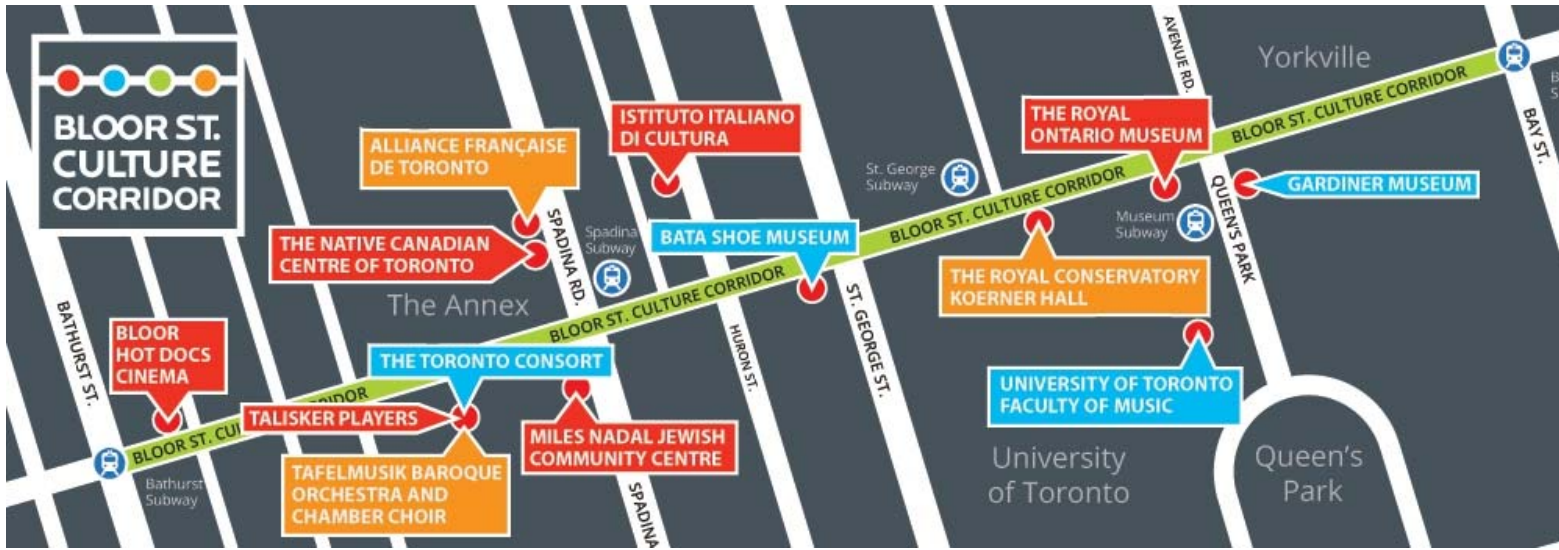 BLOOR ST.
CULTURE
CORRIDOR
BATHURST ST.
BLOOR
HOT DOCS
CINEMA
Bathurst
Subway
ALLIANCE FRANÇAISE
DE TORONTO
THE NATIVE CANADIAN
CENTRE OF TORONTO
The Annex
SPADINA RD.
Spadina
Subway
THE TORONTO CONSORT
TALISKER PLAYERS
TAFELMUSIK BAROQUE
ORCHESTRA AND
CHAMBER CHOIR
MILES NADAL JEWISH
COMMUNITY CENTRE
SPADINA
ISTITUTO ITALIANO
DI CULTURA
BLOOR ST. CULTURE CORRIDOR
HURON ST.
BATA SHOE MUSEUM
ST. GEORGE ST.
St. George
Subway
BLOOR ST. CULTURE CORRIDOR
THE ROYAL CONSERVATORY
KOERNER HALL
THE ROYAL
ONTARIO MUSEUM
Museum
Subway
AVENUE RD.
QUEEN'S PARK
GARDINER MUSEUM
UNIVERSITY OF TORONTO
FACULTY OF MUSIC
University
of Toronto
Queen's
Park
Yorkville
BLOOR ST. CULTURE CORRIDOR
BAY ST.